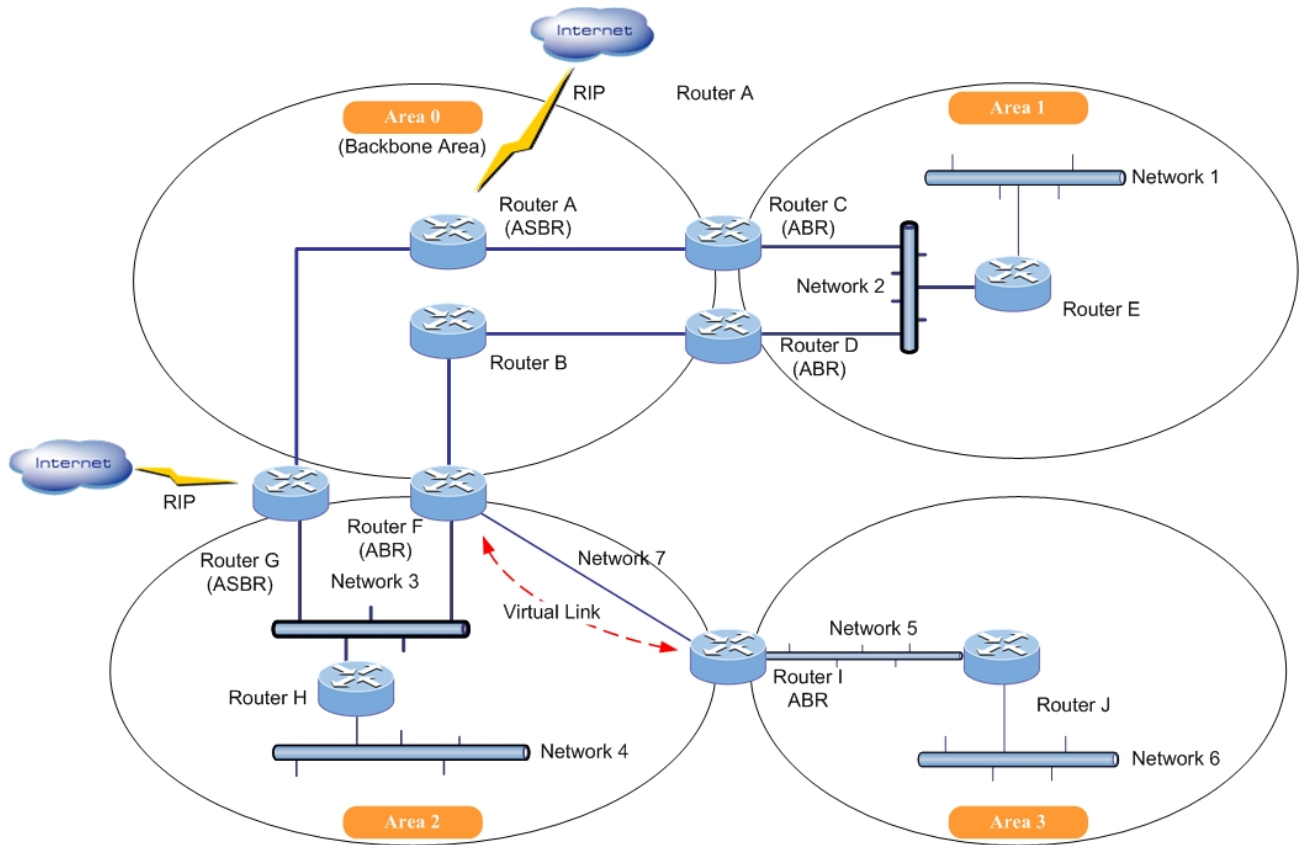 Internet
RIP
Router A
Area 0
(Backbone Area)
Area 1
Network 1
Router A
(ASBR)
Router C
(ABR)
Network 2
Router E
Router B
Router D
(ABR)
Internet
RIP
Router G
(ASBR)
Router F
(ABR)
Network 3
Network 7
Virtual Link
Network 5
Router I
ABR
Router J
Router H
Network 4
Network 6
Area 2
Area 3